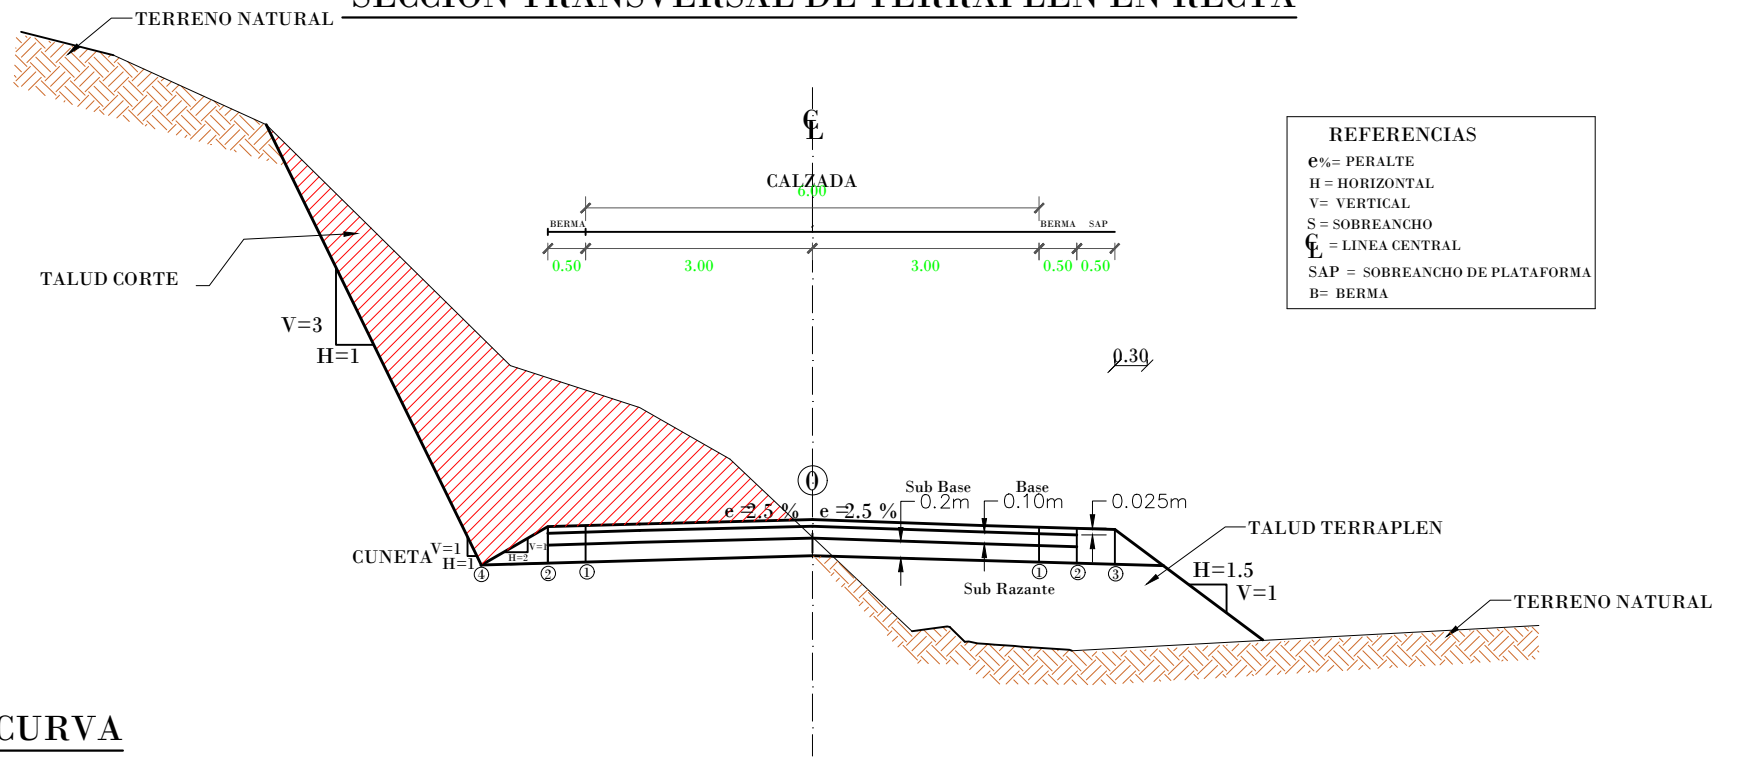 SECCION TRANSVERSAL DE TERRAPLEN EN RECTA
TERRENO NATURAL
℄
CALZADA
6.00
BERMA
BERMA
SAP
0.50
3.00
3.00
0.50
0.50
REFERENCIAS
e%= PERALTE
H = HORIZONTAL
V= VERTICAL
S = SOBREANCHO
℄ = LINEA CENTRAL
SAP = SOBREANCHO DE PLATAFORMA
B= BERMA
TALUD CORTE
V=3
H=1
0.30
0
e =2.5 %
e =2.5 %
Sub Base
0.2m
Base
0.10m
0.025m
TALUD TERRAPLEN
CUNETA
V=1
H=1
V=1
H=2
4
2
1
1
2
3
Sub Razante
H=1.5
V=1
TERRENO NATURAL
CURVA